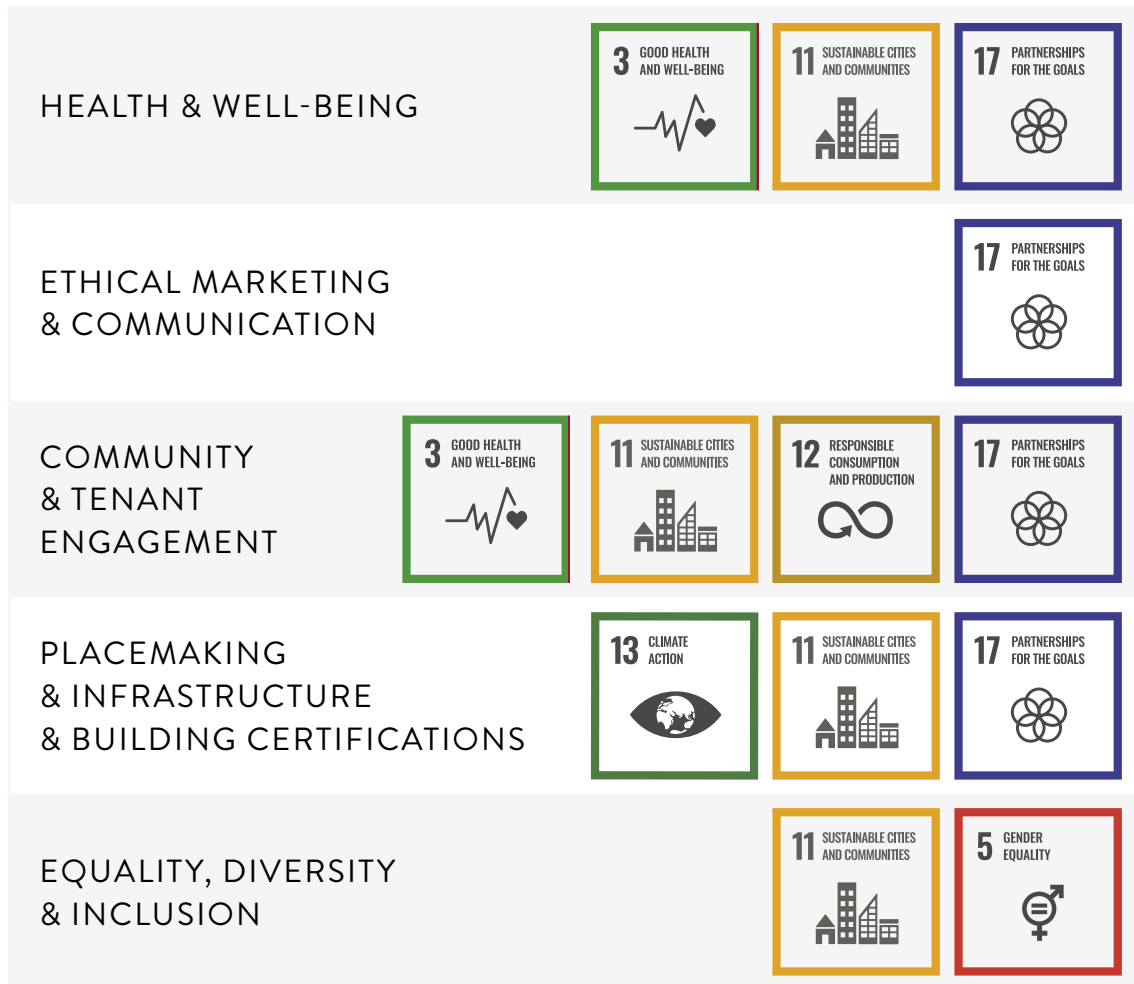 HEALTH & WELL-BEING
3 GOOD HEALTH
AND WELL-BEING
11 SUSTAINABLE CITIES
AND COMMUNITIES
17 PARTNERSHIPS
FOR THE GOALS
ETHICAL MARKETING
& COMMUNICATION
17 PARTNERSHIPS
FOR THE GOALS
COMMUNITY
& TENANT
ENGAGEMENT
3 GOOD HEALTH
AND WELL-BEING
11 SUSTAINABLE CITIES
AND COMMUNITIES
12 RESPONSIBLE
CONSUMPTION
AND PRODUCTION
17 PARTNERSHIPS
FOR THE GOALS
PLACEMAKING
& INFRASTRUCTURE
& BUILDING CERTIFICATIONS
13 CLIMATE
ACTION
11 SUSTAINABLE CITIES
AND COMMUNITIES
17 PARTNERSHIPS
FOR THE GOALS
EQUALITY, DIVERSITY
& INCLUSION
11 SUSTAINABLE CITIES
AND COMMUNITIES
5 GENDER
EQUALITY